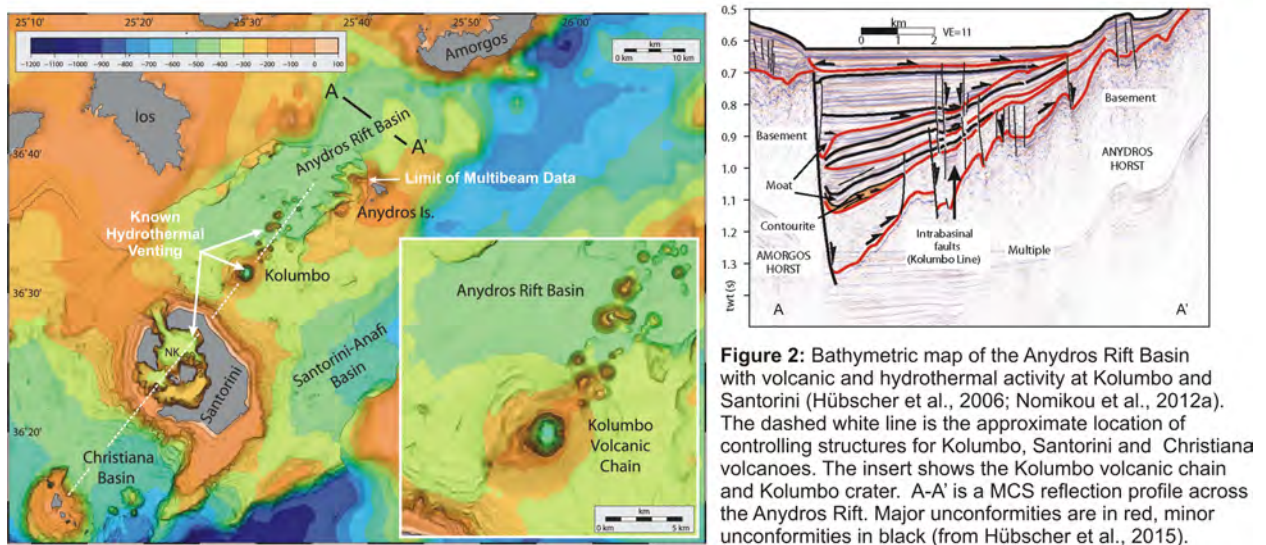 25°10'
25°20'
25°30'
25°40'
25°50'
26°00'
-1200 -1100 -1000 -900 -800 -700 -600 -500 -400 -300 -200 -100 0 100
Amorgos
km
0 km 10 km
Ios
A
A'
Anydros Rift Basin
36°40'
Limit of Multibeam Data
Anydros Is.
Known
Hydrothermal
Venting
Kolumbo
36°30'
NK
Santorini
Santorini-Anafi
Basin
36°20'
Christiana
Basin
Anydros Rift Basin
Kolumbo
Volcanic
Chain
km
0 km 5 km
0.5
0.6
0.7
0.8
0.9
1.0
1.1
1.2
1.3
twt (s)
km
0 1 2
VE=11
Basement
Basement
ANYDROS
HORST
Moat
Contourite
AMORGOS
HORST
Intrabasinal
faults
(Kolumbo Line)
Multiple
A
A'
Figure 2: Bathymetric map of the Anydros Rift Basin
with volcanic and hydrothermal activity at Kolumbo and
Santorini (Hübscher et al., 2006; Nomikou et al., 2012a).
The dashed white line is the approximate location of
controlling structures for Kolumbo, Santorini and Christiana
volcanoes. The insert shows the Kolumbo volcanic chain
and Kolumbo crater. A-A' is a MCS reflection profile across
the Anydros Rift. Major unconformities are in red, minor
unconformities in black (from Hübscher et al., 2015).